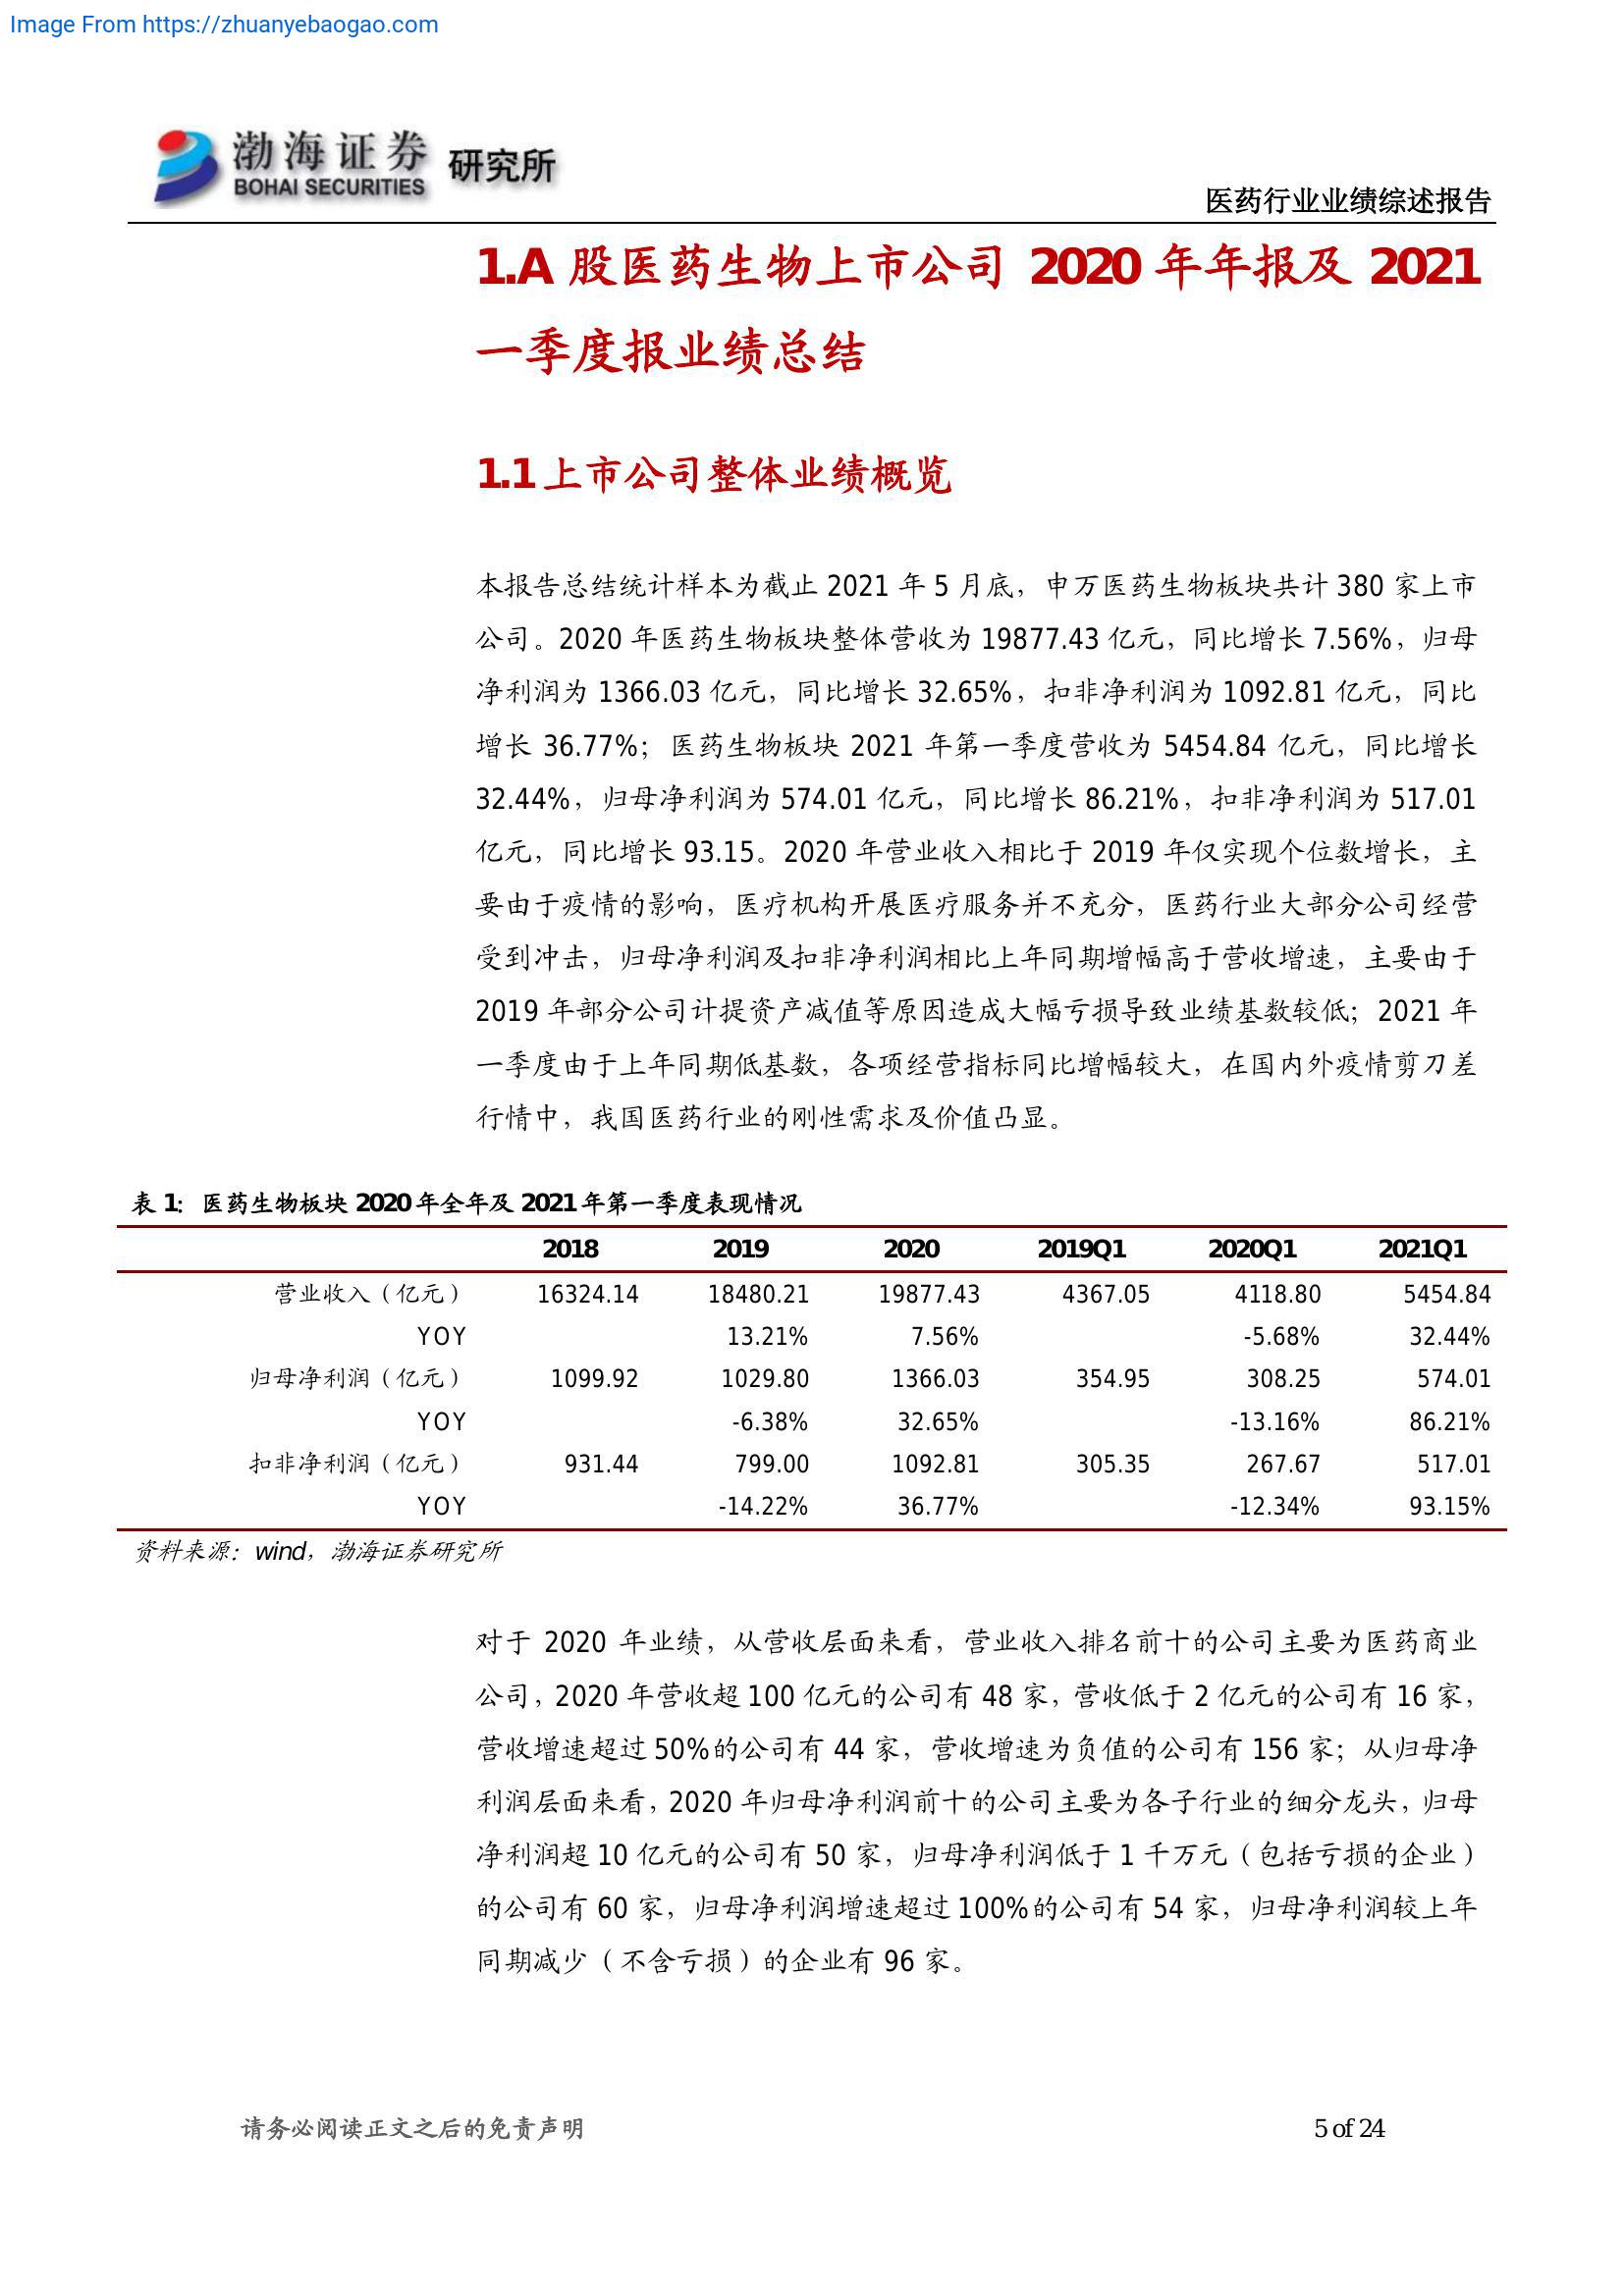 Image From https://zhuanyebaogao.com
渤海证券 研究所
BOHAI SECURITIES
医药行业业绩综述报告
1.A 股医药生物上市公司 2020 年年报及 2021
一季度报业绩总结
1.1 上市公司整体业绩概览
本报告总结统计样本为截止 2021 年 5 月底，申万医药生物板块共计 380 家上市
公司。2020 年医药生物板块整体营收为 19877.43 亿元，同比增长 7.56%，归母
净利润为 1366.03 亿元，同比增长 32.65%，扣非净利润为 1092.81 亿元，同比
增长 36.77%；医药生物板块 2021 年第一季度营收为 5454.84 亿元，同比增长
32.44%，归母净利润为 574.01 亿元，同比增长 86.21%，扣非净利润为 517.01
亿元，同比增长 93.15。2020 年营业收入相比于 2019 年仅实现个位数增长，主
要由于疫情的影响，医疗机构开展医疗服务并不充分，医药行业大部分公司经营
受到冲击，归母净利润及扣非净利润相比上年同期增幅高于营收增速，主要由于
2019 年部分公司计提资产减值等原因造成大幅亏损导致业绩基数较低；2021 年
一季度由于上年同期低基数，各项经营指标同比增幅较大，在国内外疫情剪刀差
行情中，我国医药行业的刚性需求及价值凸显。
表 1： 医药生物板块 2020 年全年及 2021 年第一季度表现情况
2018 2019 2020 2019Q1 2020Q1 2021Q1
营业收入（亿元） 16324.14 18480.21 19877.43 4367.05 4118.80 5454.84
YOY 13.21% 7.56% -5.68% 32.44%
归母净利润（亿元） 1099.92 1029.80 1366.03 354.95 308.25 574.01
YOY -6.38% 32.65% -13.16% 86.21%
扣非净利润（亿元） 931.44 799.00 1092.81 305.35 267.67 517.01
YOY -14.22% 36.77% -12.34% 93.15%
资料来源：wind，渤海证券研究所
对于 2020 年业绩，从营收层面来看，营业收入排名前十的公司主要为医药商业
公司，2020 年营收超 100 亿元的公司有 48 家，营收低于 2 亿元的公司有 16 家，
营收增速超过 50%的公司有 44 家，营收增速为负值的公司有 156 家；从归母净
利润层面来看，2020 年归母净利润前十的公司主要为各子行业的细分龙头，归母
净利润超 10 亿元的公司有 50 家，归母净利润低于 1 千万元（包括亏损的企业）
的公司有 60 家，归母净利润增速超过 100%的公司有 54 家，归母净利润较上年
同期减少（不含亏损）的企业有 96 家。
请务必阅读正文之后的免责声明 5 of 24